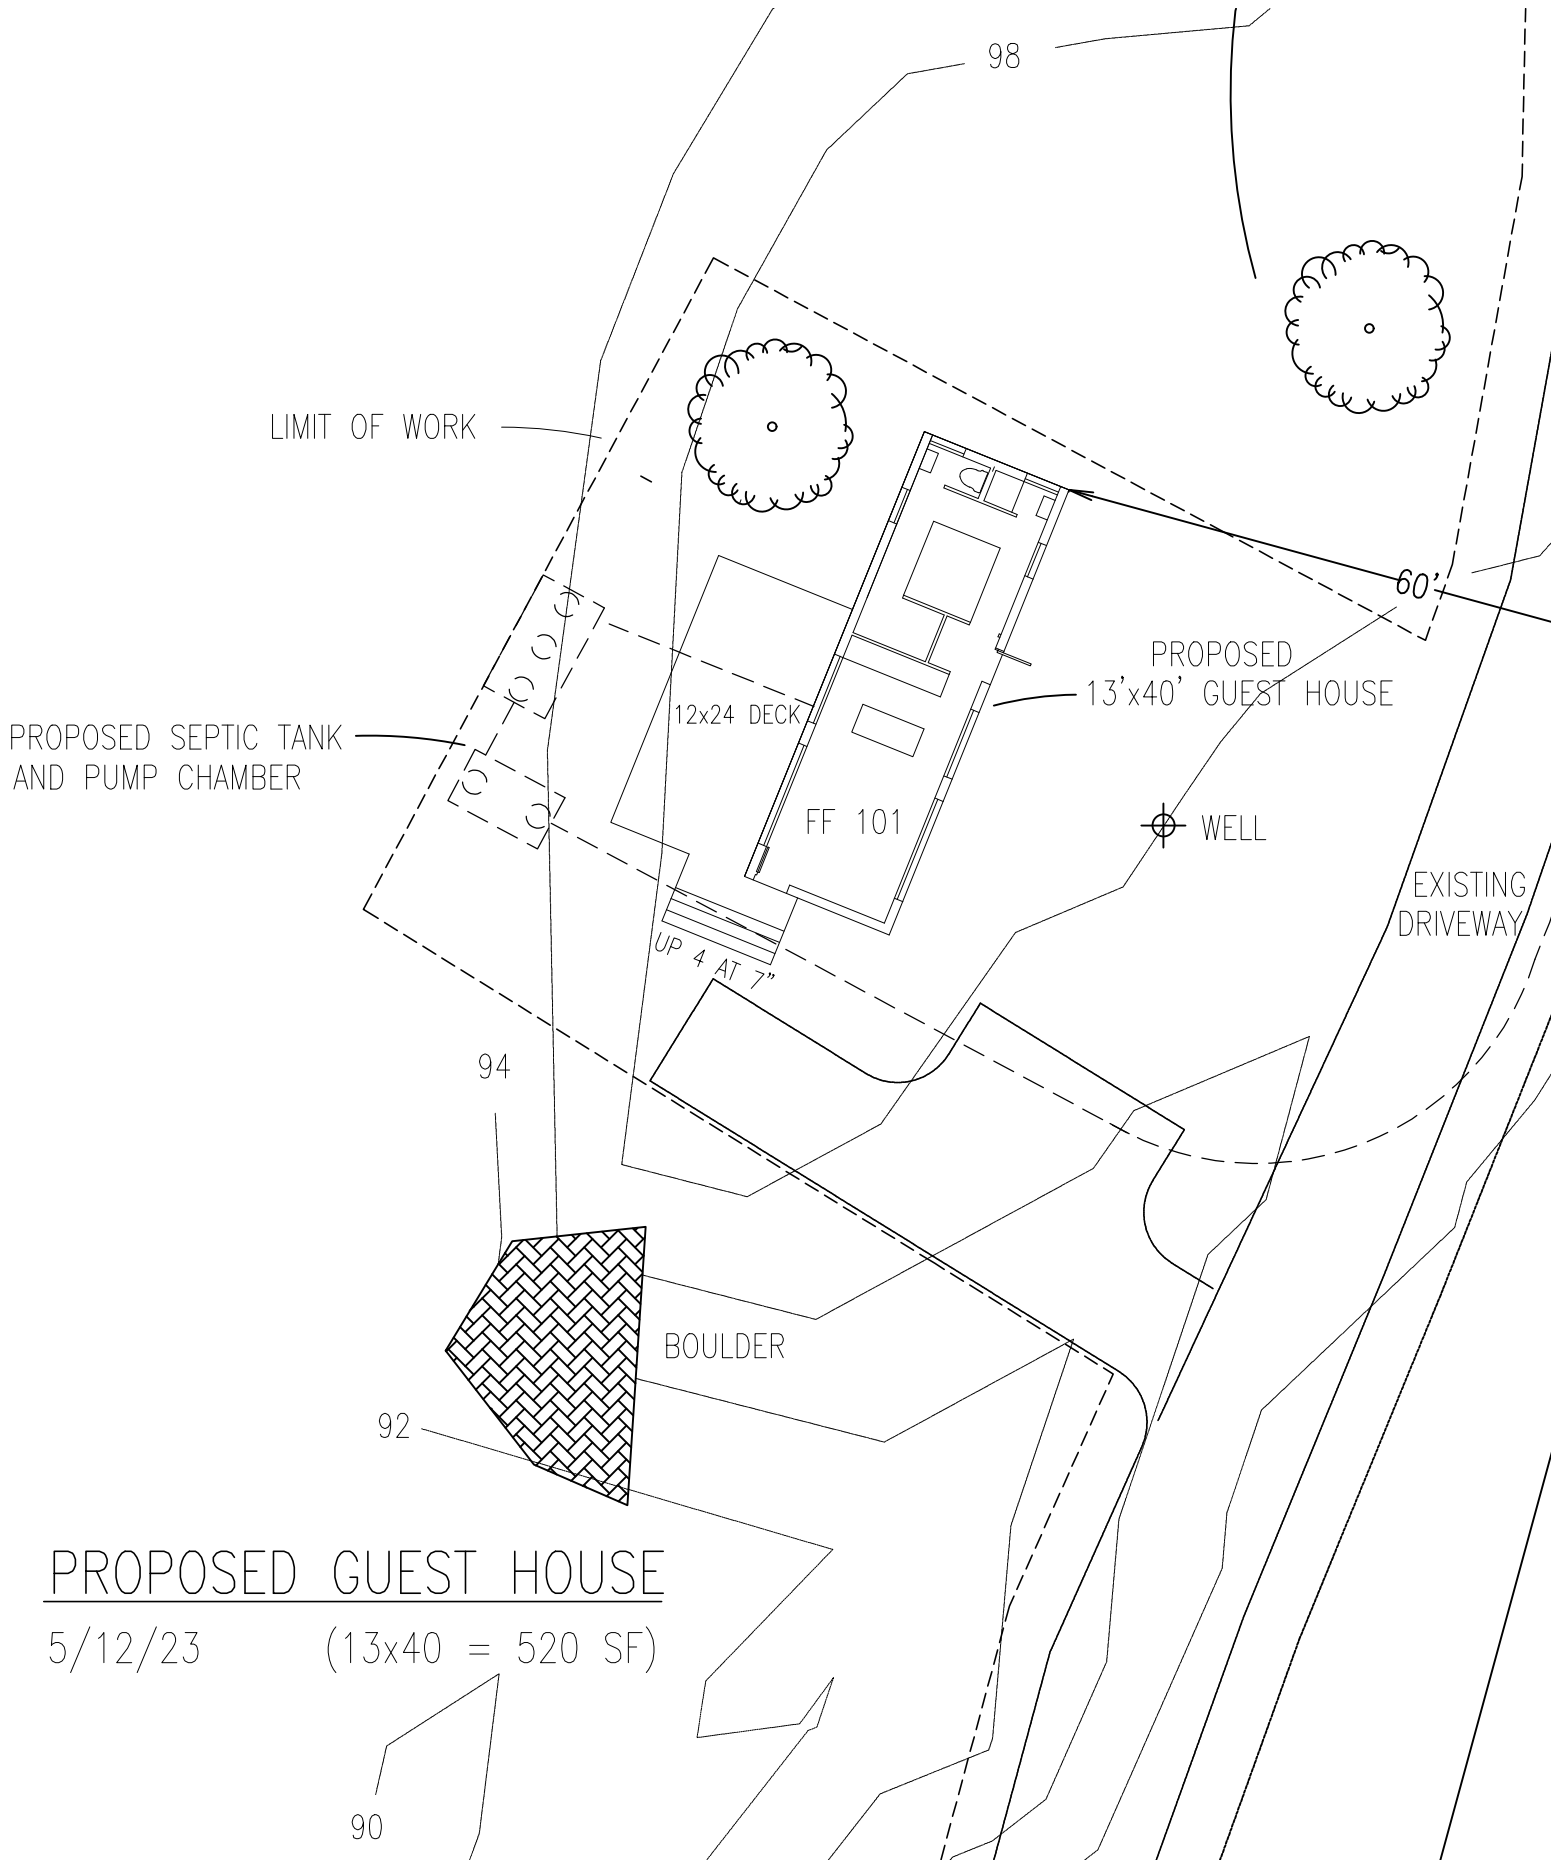 98
LIMIT OF WORK
60'
PROPOSED
13'x40' GUEST HOUSE
12x24 DECK
PROPOSED SEPTIC TANK
AND PUMP CHAMBER
FF 101
WELL
EXISTING
DRIVEWAY
UP 4 AT 7"
94
BOULDER
92
PROPOSED GUEST HOUSE
5/12/23 (13x40 = 520 SF)
90